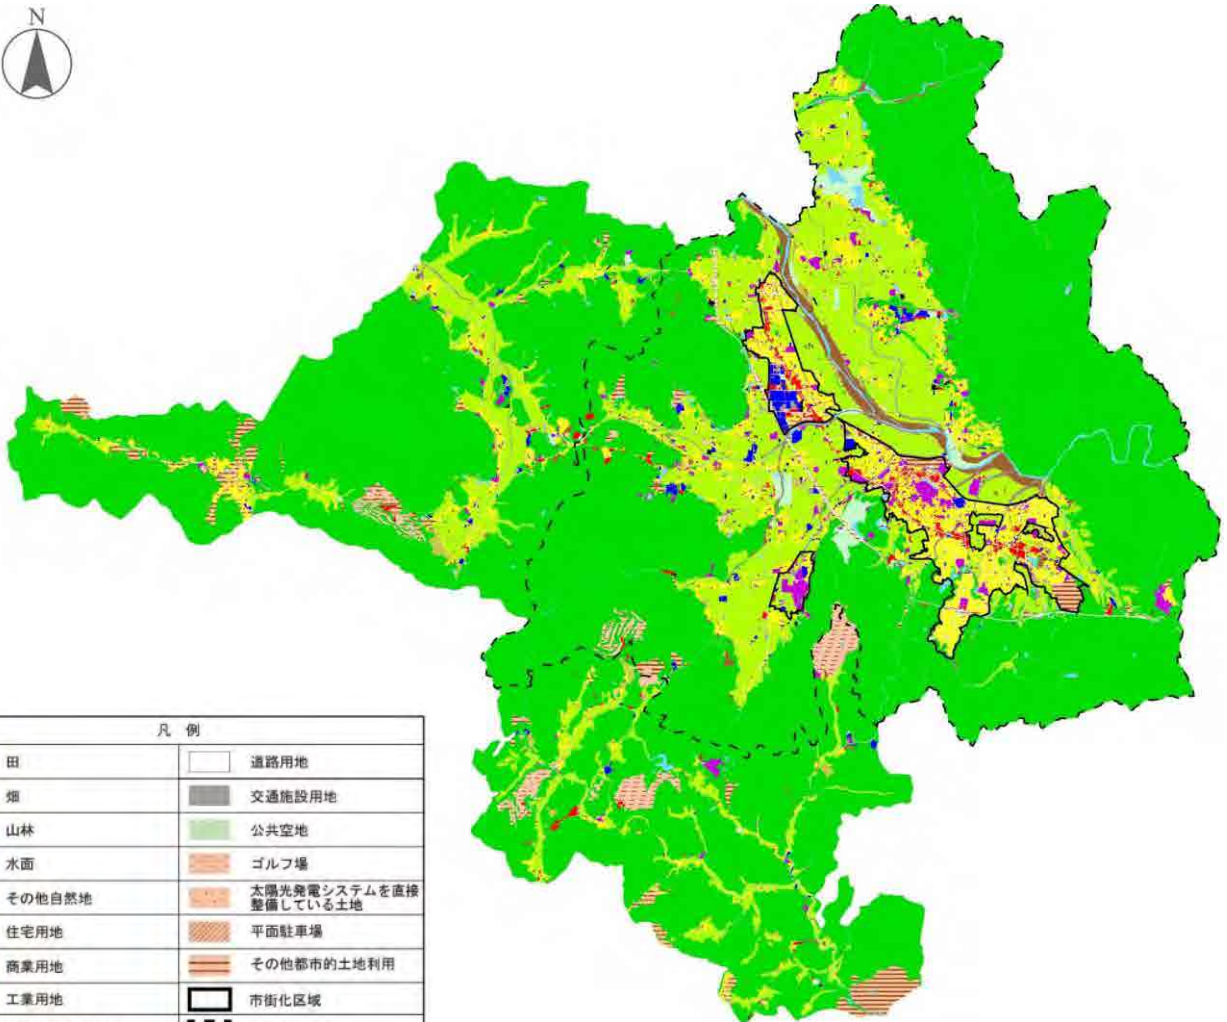 N
凡 例
田
道路用地
畑
交通施設用地
山林
公共空地
水面
ゴルフ場
その他自然地
太陽光発電システムを直接
整備している土地
住宅用地
平面駐車場
商業用地
その他都市的土地利用
工業用地
市街化区域